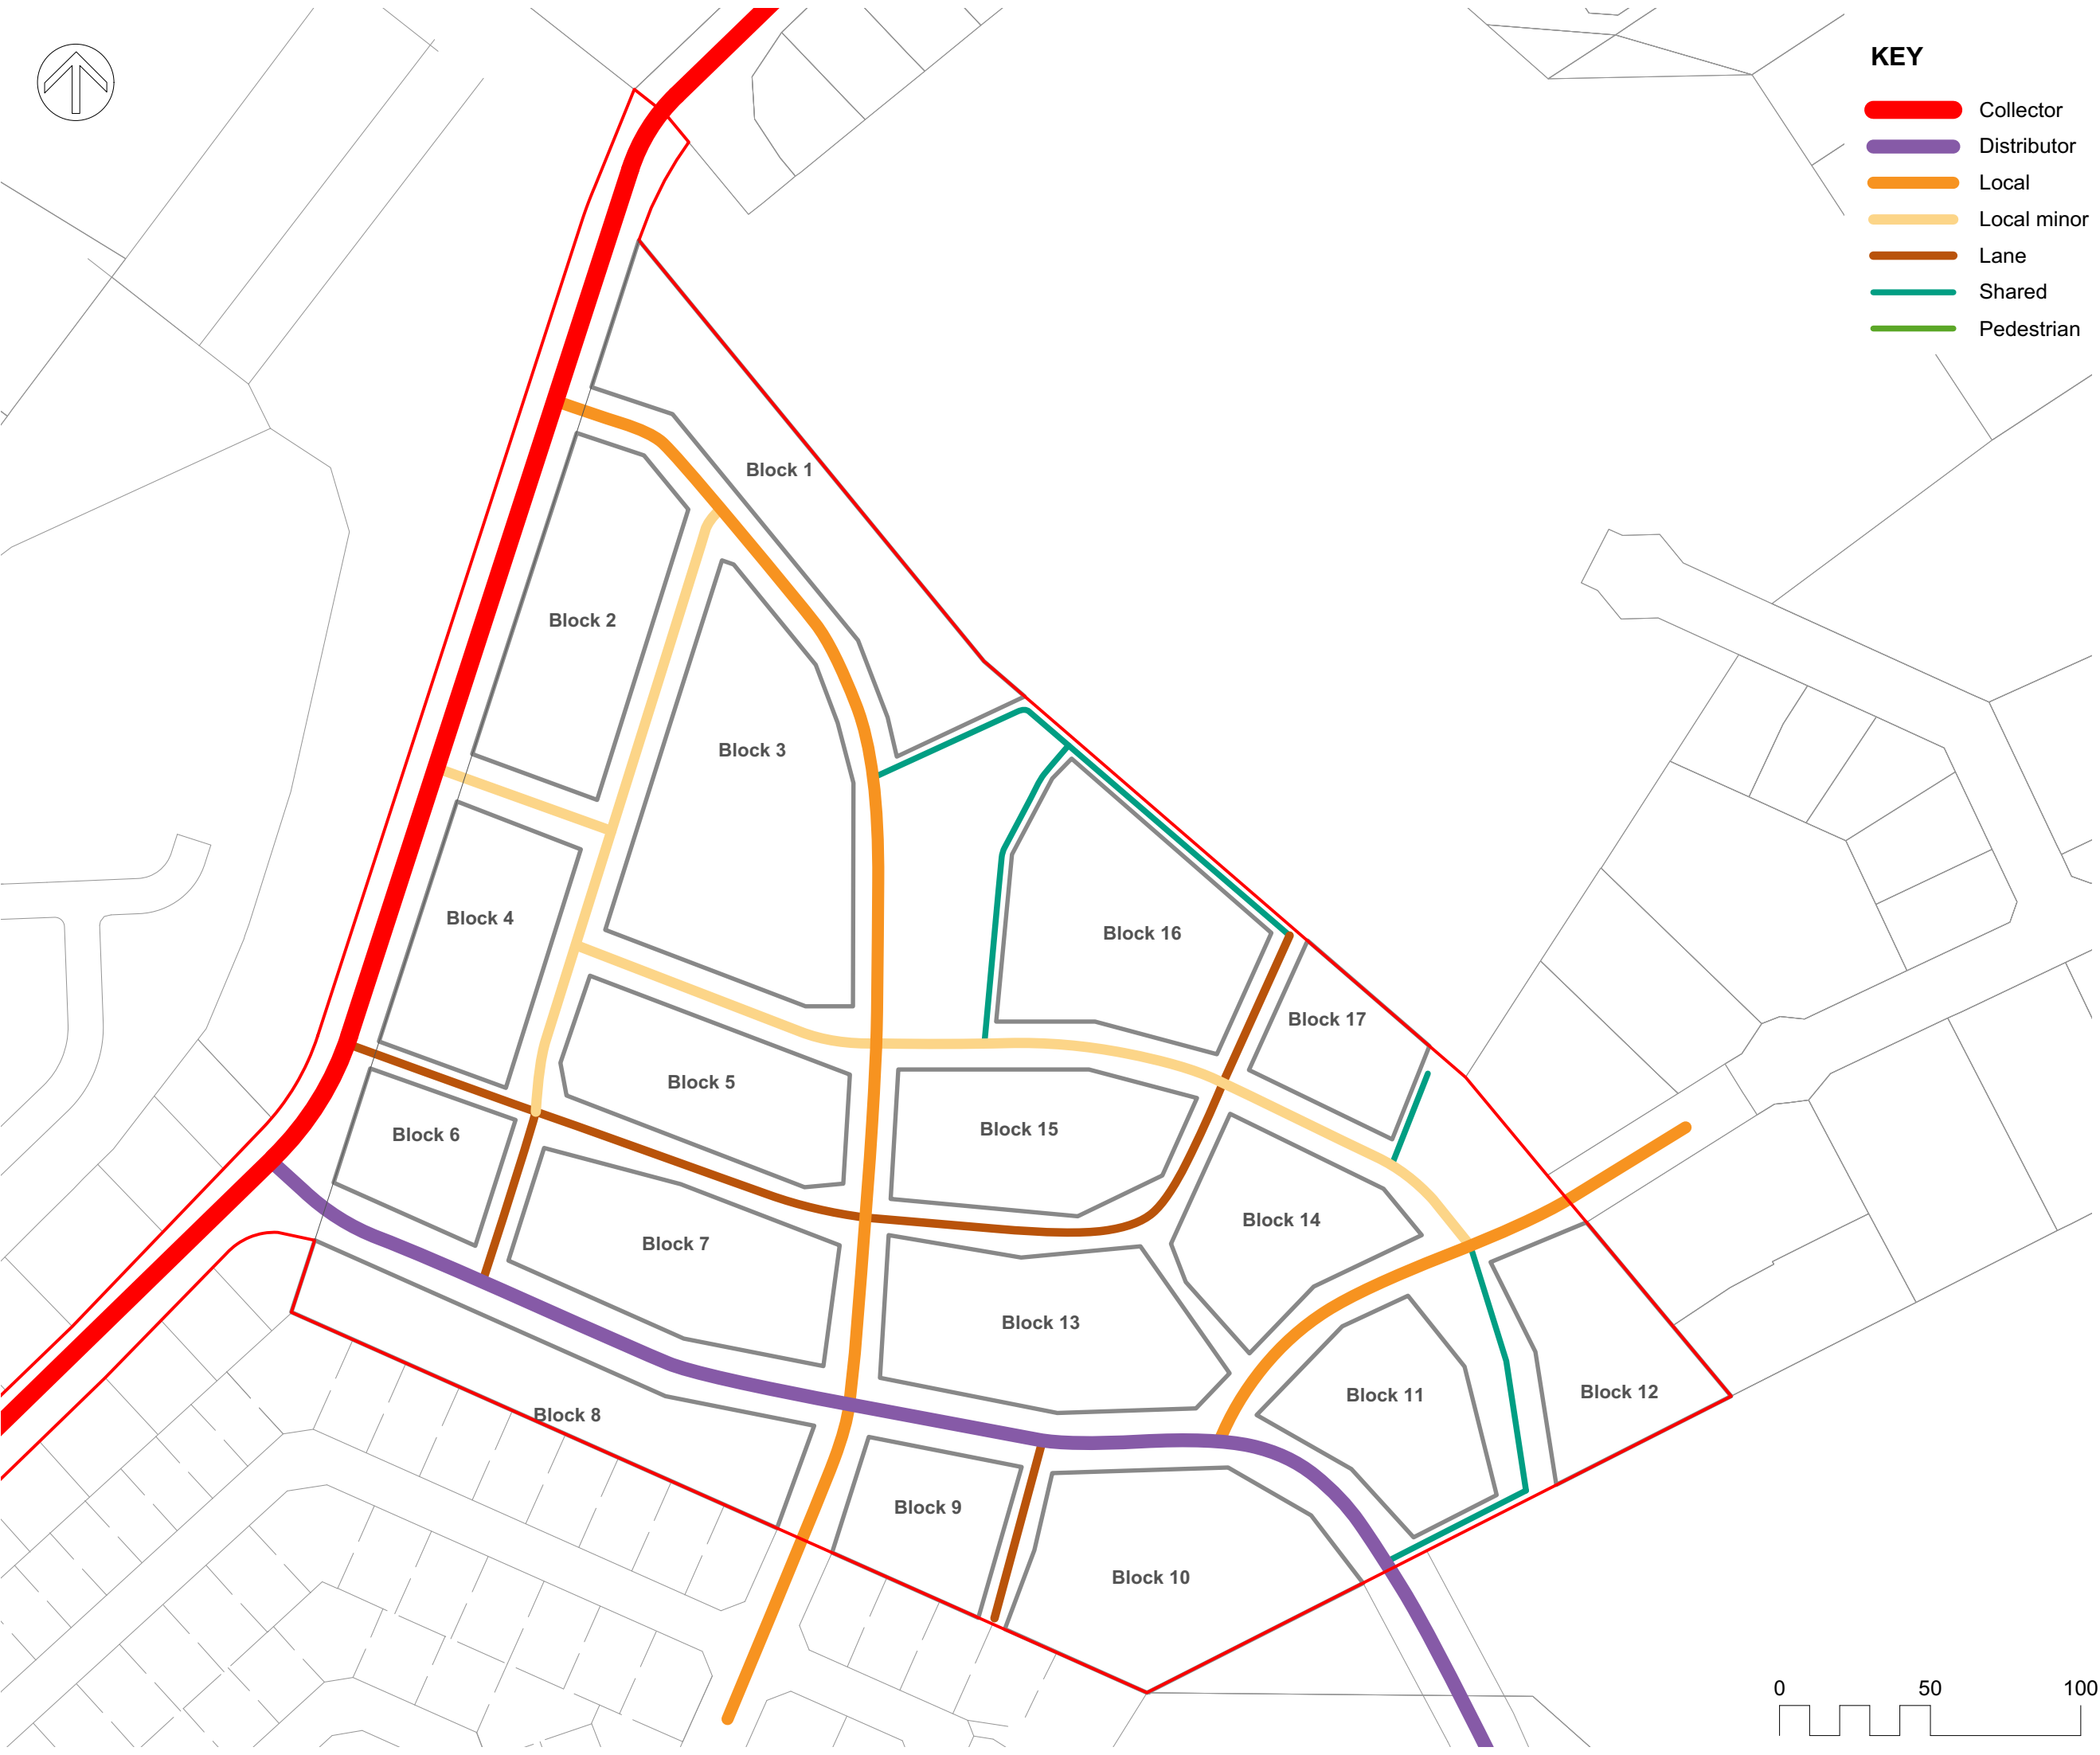 KEY
Collector
Distributor
Local
Local minor
Lane
Shared
Pedestrian
Block 1
Block 2
Block 3
Block 4
Block 16
Block 17
Block 5
Block 15
Block 6
Block 14
Block 7
Block 13
Block 12
Block 11
Block 8
Block 9
Block 10
0 50 100